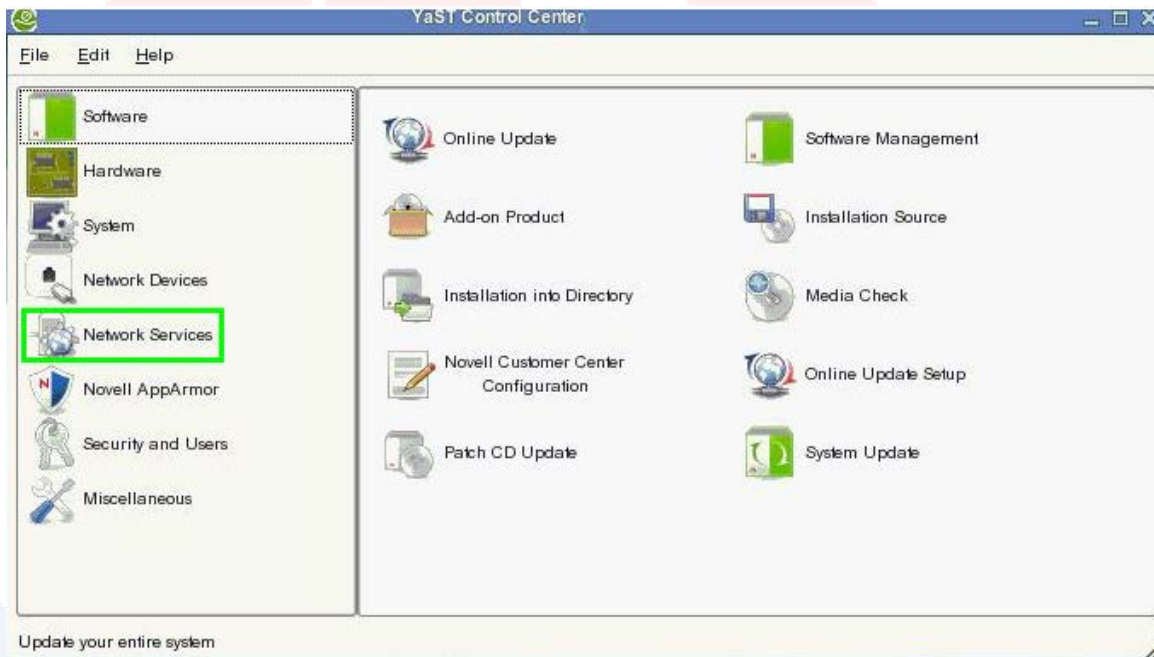 YaST Control Center
File Edit Help
Software
Hardware
System
Network Devices
Network Services
Novell AppArmor
Security and Users
Miscellaneous
Online Update
Software Management
Add-on Product
Installation Source
Installation into Directory
Media Check
Novell Customer Center
Configuration
Online Update Setup
Patch CD Update
System Update
Update your entire system